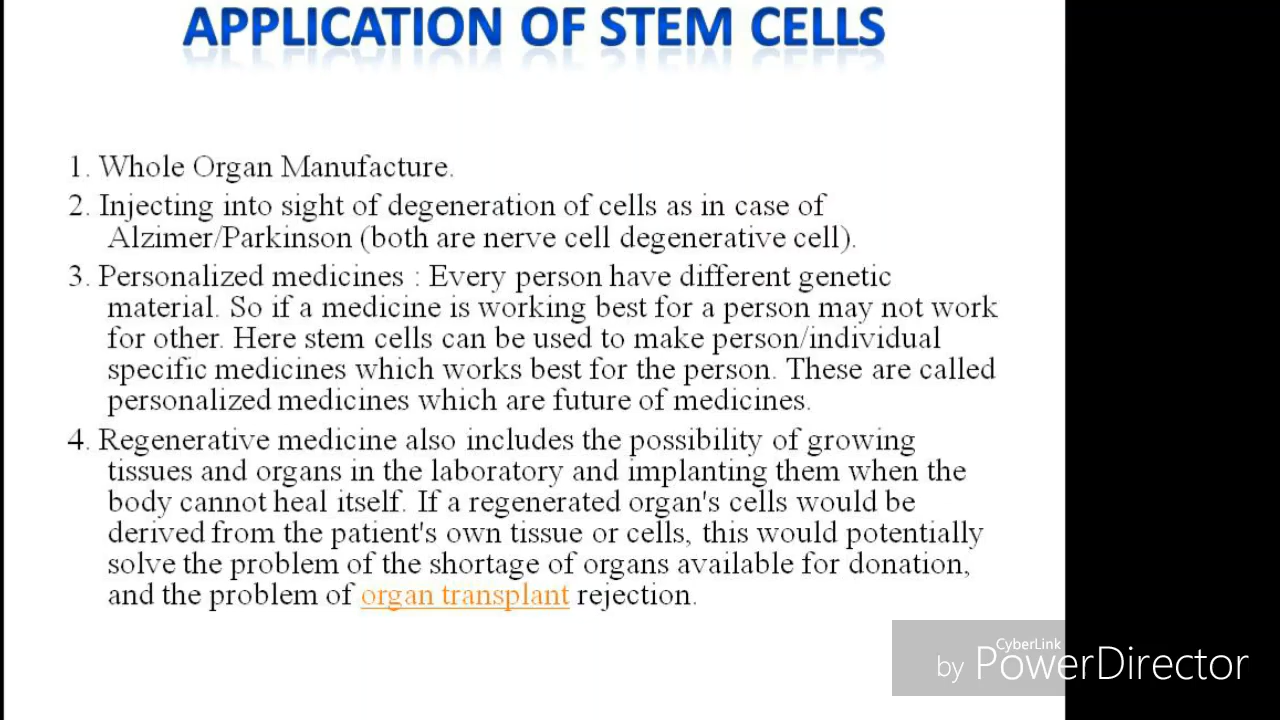 APPLICATION OF STEM CELLS
1. Whole Organ Manufacture.
2. Injecting into sight of degeneration of cells as in case of
Alzimer/Parkinson (both are nerve cell degenerative cell).
3. Personalized medicines : Every person have different genetic
material. So if a medicine is working best for a person may not work
for other. Here stem cells can be used to make person/individual
specific medicines which works best for the person. These are called
personalized medicines which are future of medicines.
4. Regenerative medicine also includes the possibility of growing
tissues and organs in the laboratory and implanting them when the
body cannot heal itself. If a regenerated organ's cells would be
derived from the patient's own tissue or cells, this would potentially
solve the problem of the shortage of organs available for donation,
and the problem of organ transplant rejection.
CyberLink
by PowerDirector